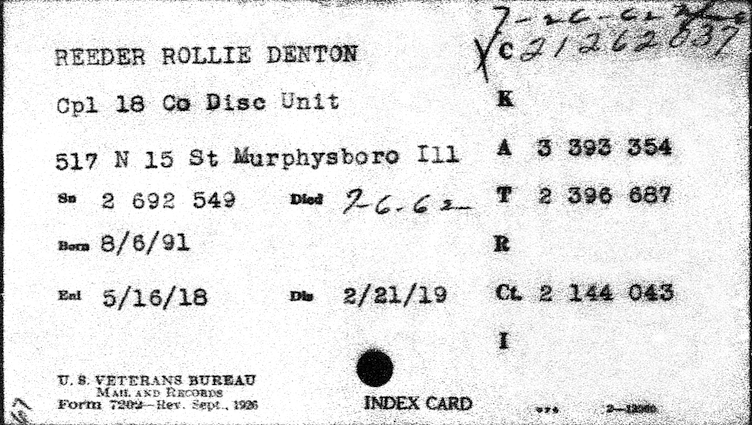 7-26-62
REEDER ROLLIE DENTON
C 21262037
Cpl 18 Co Disc Unit
K
517 N 15 St Murphysboro Ill
A 3 393 354
Sn 2 692 549 Died 7-6-62
T 2 396 687
Born 8/6/91
R
Enl 5/16/18 Dis 2/21/19
Ct. 2 144 043
I
U. S. VETERANS BUREAU
MAIL AND RECORDS
Form 7202—Rev. Sept., 1926
INDEX CARD
67